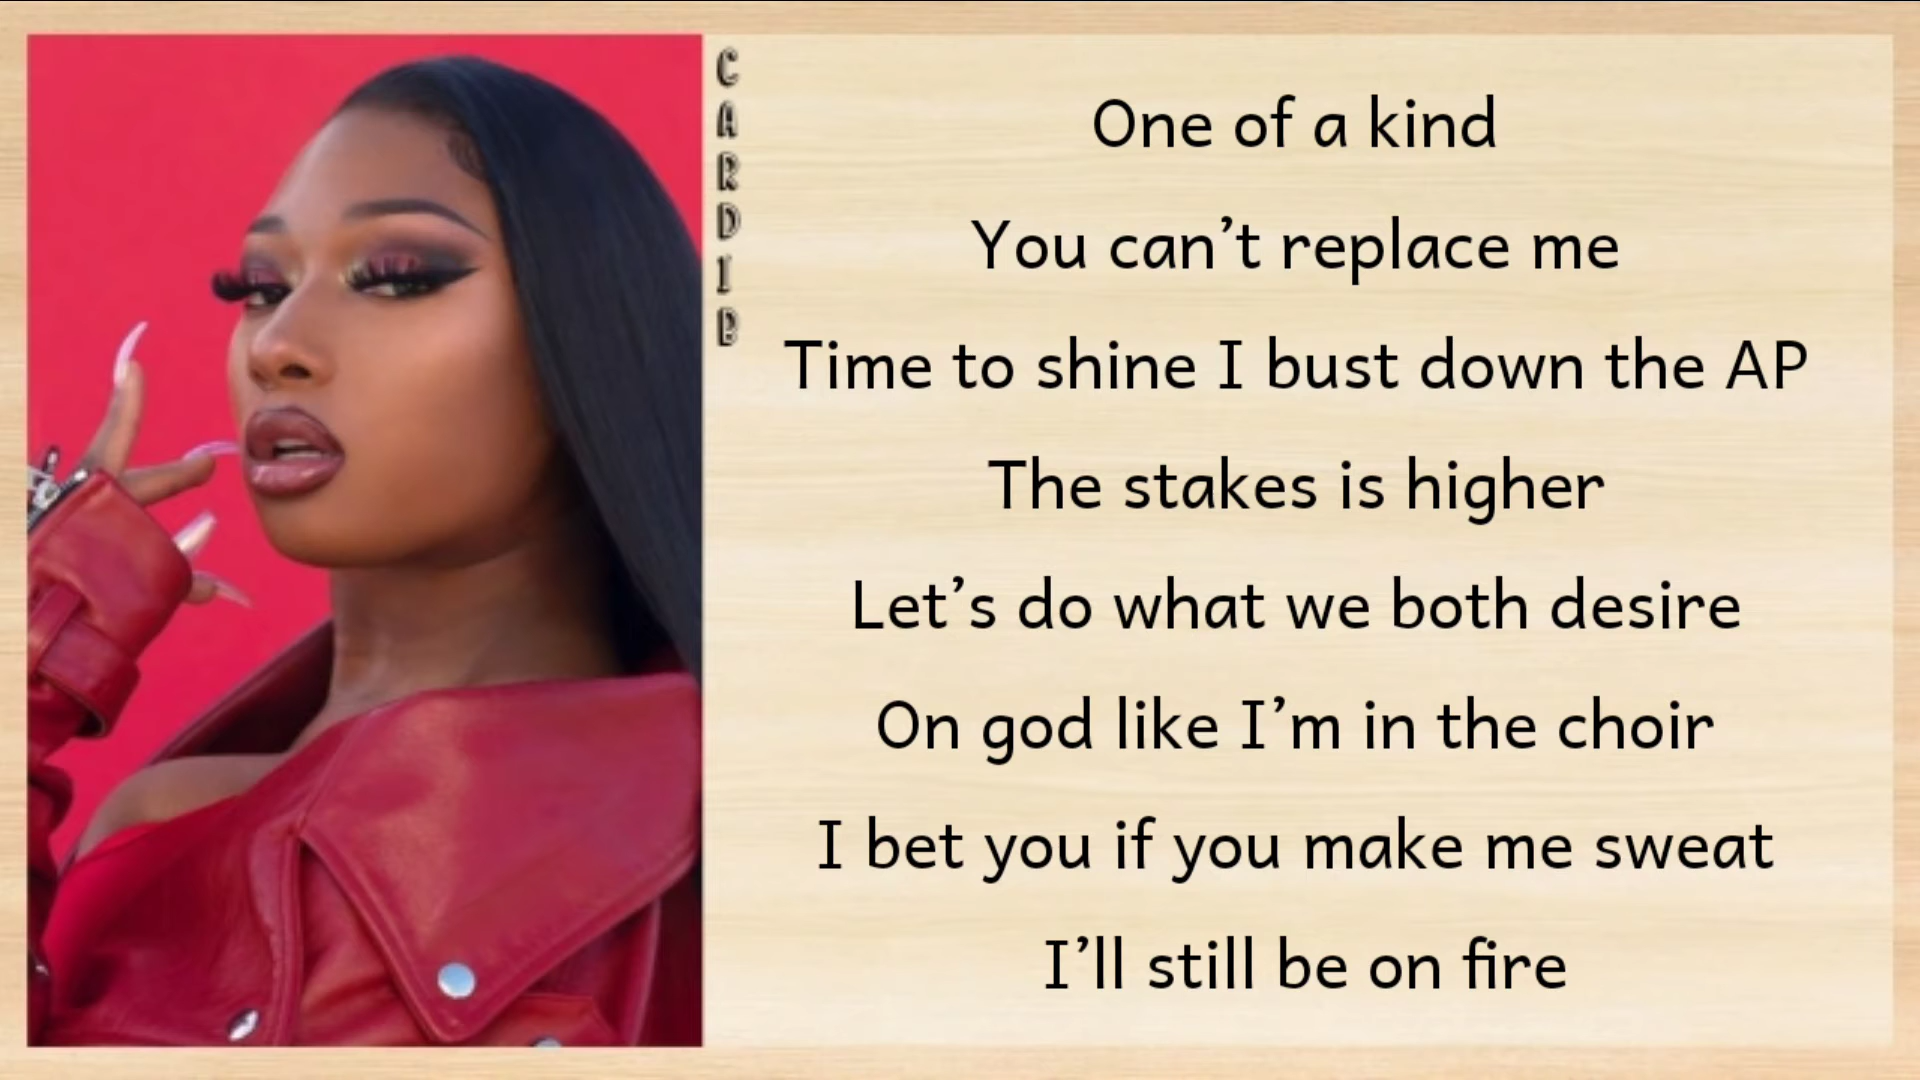 CARDIB
One of a kind
You can’t replace me
Time to shine I bust down the AP
The stakes is higher
Let’s do what we both desire
On god like I’m in the choir
I bet you if you make me sweat
I’ll still be on fire